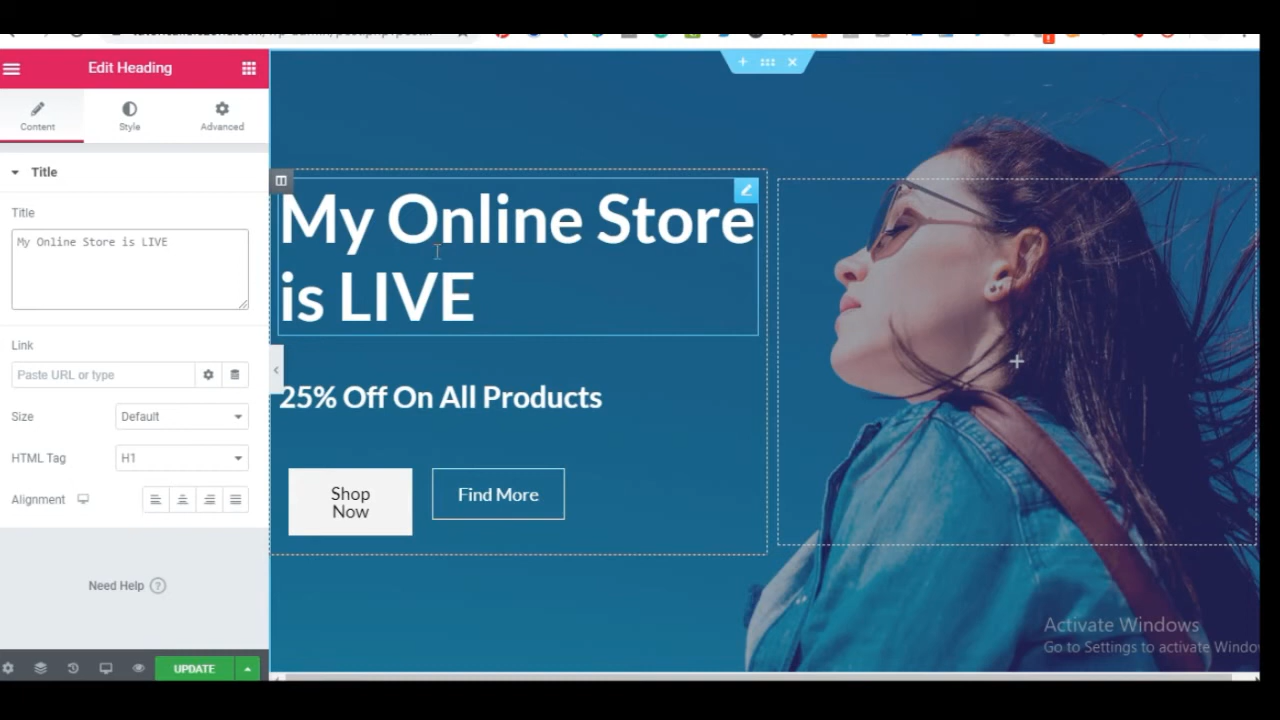 Edit Heading
Content
Style
Advanced
Title
Title
My Online Store is LIVE
Link
Paste URL or type
Size
Default
HTML Tag
H1
Alignment
Need Help ?
UPDATE
My Online Store
is LIVE
25% Off On All Products
Shop
Now
Find More
Activate Windows
Go to Settings to activate Windo